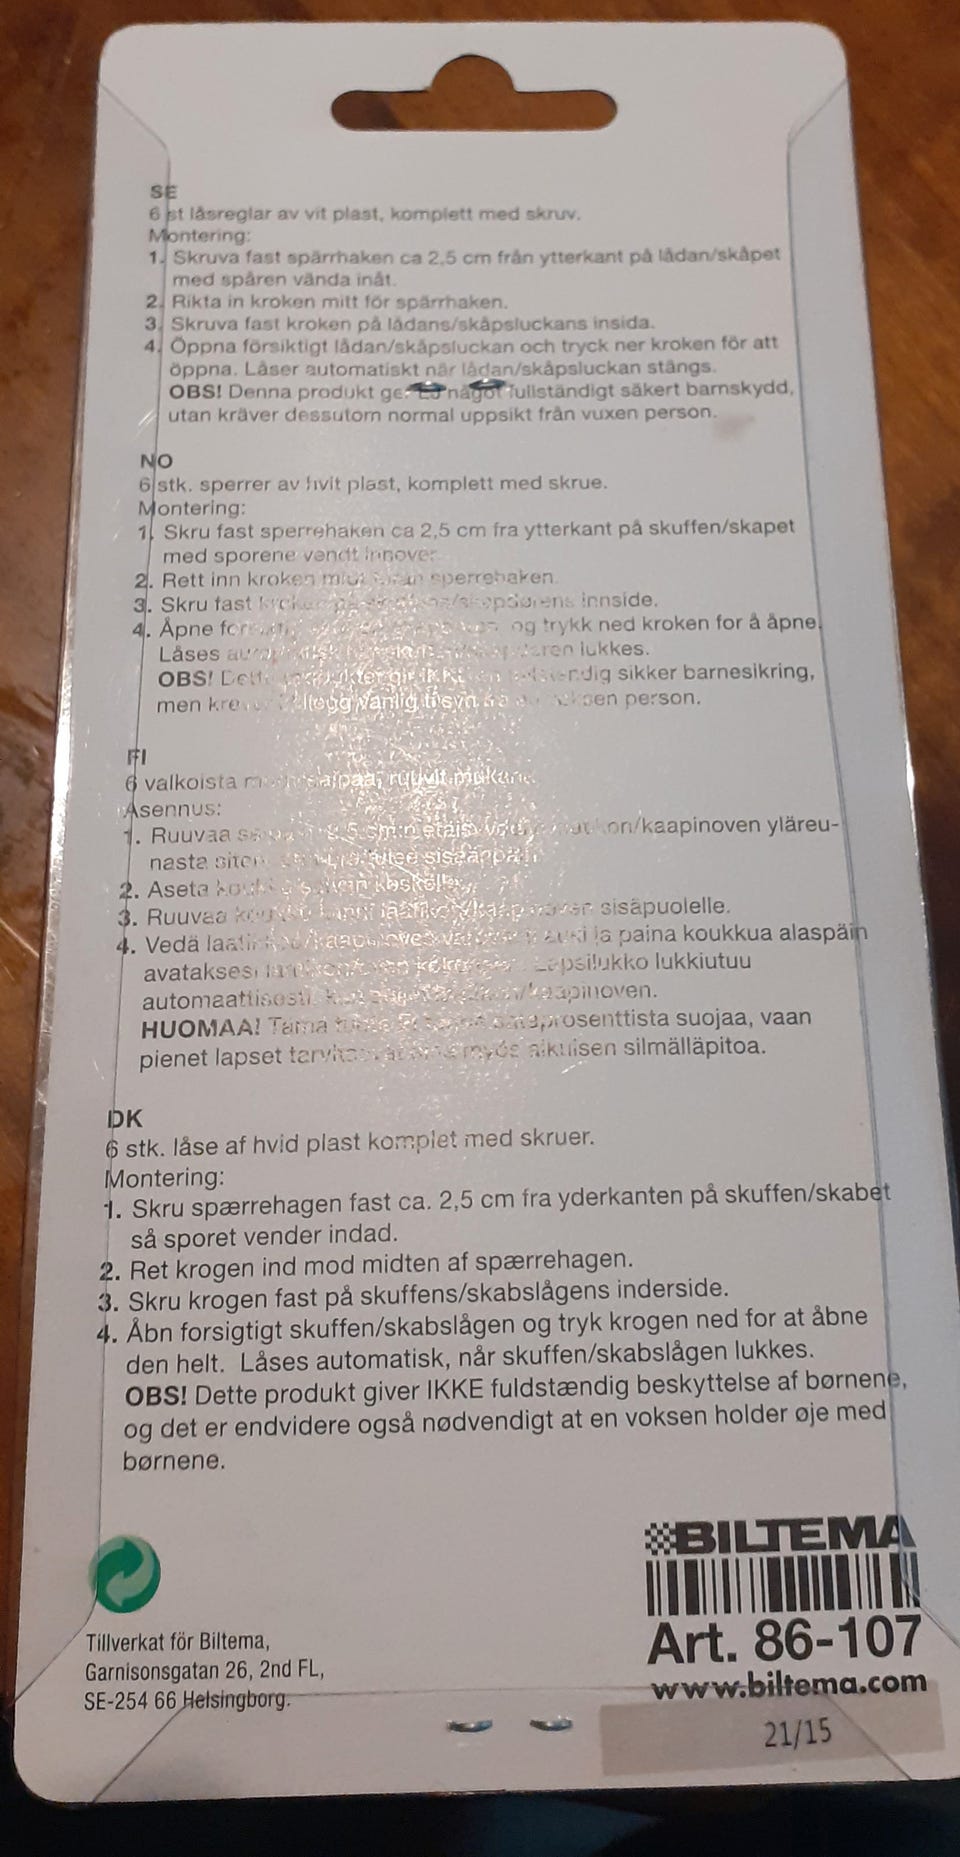 SE
6 st låsreglar av vit plast, komplett med skruv.
Montering:
1. Skruva fast spärrhaken ca 2,5 cm från ytterkant på lådan/skåpet
med spåren vända inåt.
2. Rikta in kroken mitt för spärrhaken.
3. Skruva fast kroken på lådans/skåpsluckans insida.
4. Öppna försiktigt lådan/skåpsluckan och tryck ner kroken för att
öppna. Låser automatiskt när lådan/skåpsluckan stängs.
OBS! Denna produkt något fullständigt säkert barnskydd,
utan kräver dessutom normal uppsikt från vuxen person.
NO
6 stk. sperrer av hvit plast, komplett med skrue.
Montering:
1. Skru fast sperrehaken ca 2,5 cm fra ytterkant på skuffen/skapet
med sporene vendt innover.
2. Rett inn kroken sperrehaken.
3. Skru fast innside.
4. Åpne og trykk ned kroken for å åpne.
Låses lukkes.
OBS! sikker barnesikring,
men vanlig tilsyn person.
FI
6 valkoista ruuvit mukana.
Asennus:
1. Ruuvaa yläreu-
nasta
2. Aseta
3. Ruuvaa sisäpuolelle.
4. Vedä ja paina koukkua alaspäin
avataksesi Lapsilukko lukkiutuu
automaattisesti,
HUOMAA! Tämä suojaa, vaan
pienet lapset myös aikuisen silmälläpitoa.
DK
6 stk. låse af hvid plast komplet med skruer.
Montering:
1. Skru spærrehagen fast ca. 2,5 cm fra yderkanten på skuffen/skabet
så sporet vender indad.
2. Ret krogen ind mod midten af spærrehagen.
3. Skru krogen fast på skuffens/skabslågens inderside.
4. Åbn forsigtigt skuffen/skabslågen og tryk krogen ned for at åbne
den helt. Låses automatisk, når skuffen/skabslågen lukkes.
OBS! Dette produkt giver IKKE fuldstændig beskyttelse af børnene,
og det er endvidere også nødvendigt at en voksen holder øje med
børnene.
BILTEMA
Art. 86-107
www.biltema.com
Tillverkat för Biltema,
Garnisonsgatan 26, 2nd FL,
SE-254 66 Helsingborg.
21/15